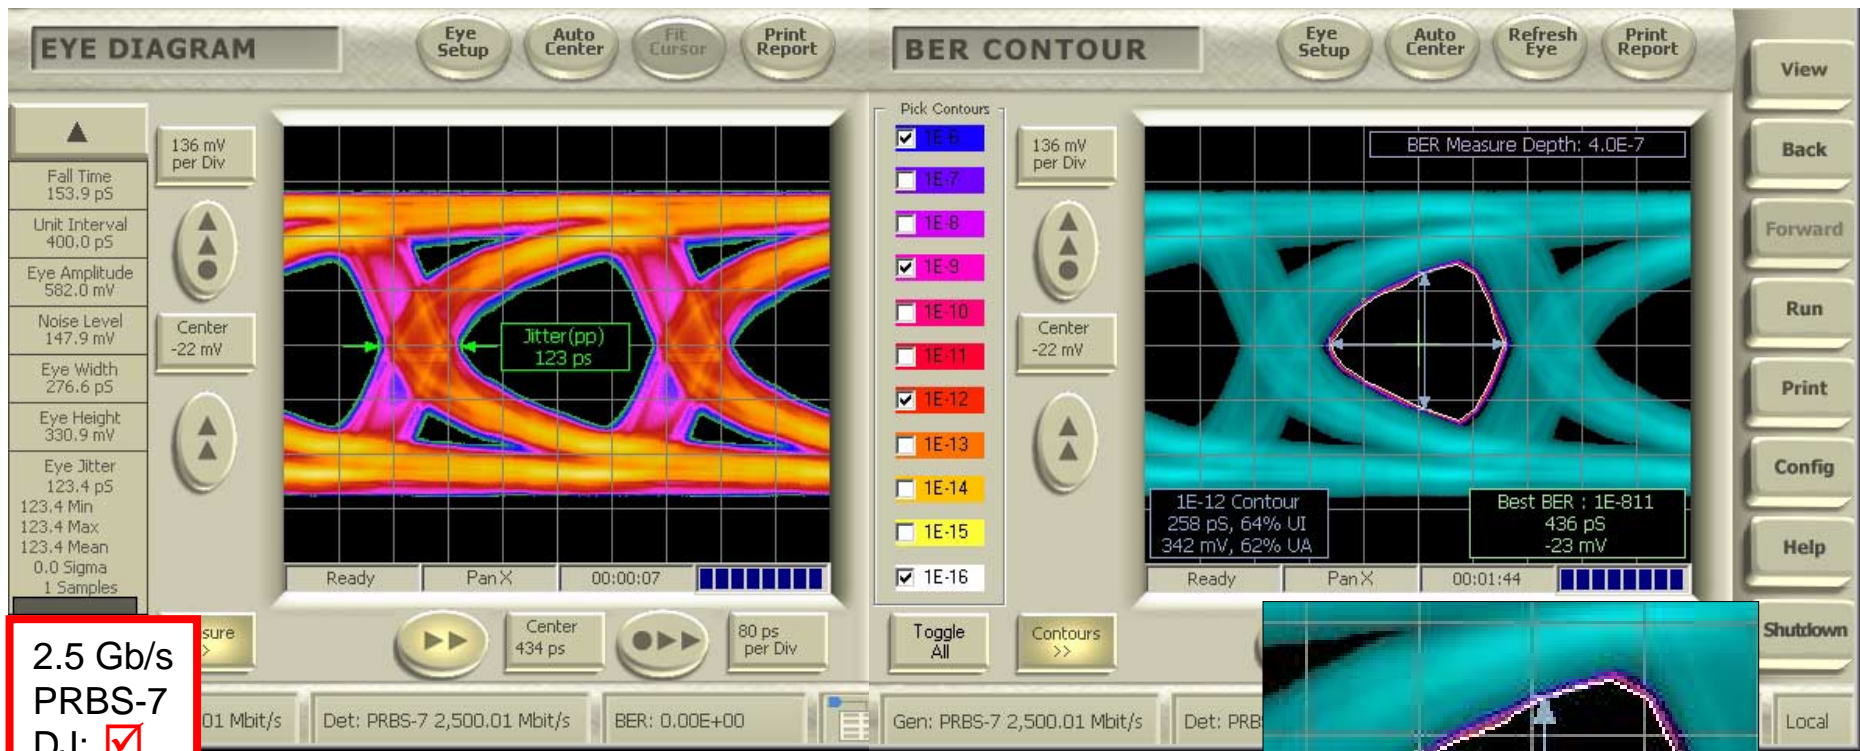 EYE DIAGRAM
Eye Setup
Auto Center
Fit Cursor
Print Report
Fall Time
153.9 pS
Unit Interval
400.0 pS
Eye Amplitude
582.0 mV
Noise Level
147.9 mV
Eye Width
276.6 pS
Eye Height
330.9 mV
Eye Jitter
123.4 pS
123.4 Min
123.4 Max
123.4 Mean
0.0 Sigma
1 Samples
136 mV
per Div
Center
-22 mV
Jitter(pp)
123 ps
Ready
Pan X
00:00:07
sure
>
Center
434 ps
80 ps
per Div
2.5 Gb/s
PRBS-7
DJ:
01 Mbit/s
Det: PRBS-7 2,500.01 Mbit/s
BER: 0.00E+00
BER CONTOUR
Eye Setup
Auto Center
Refresh Eye
Print Report
Pick Contours
1E-6
1E-7
1E-8
1E-9
1E-10
1E-11
1E-12
1E-13
1E-14
1E-15
1E-16
Toggle
All
136 mV
per Div
Center
-22 mV
Contours
>>
BER Measure Depth: 4.0E-7
1E-12 Contour
258 pS, 64% UI
342 mV, 62% UA
Best BER : 1E-811
436 pS
-23 mV
Ready
Pan X
00:01:44
Gen: PRBS-7 2,500.01 Mbit/s
Det: PRB
View
Back
Forward
Run
Print
Config
Help
Shutdown
Local